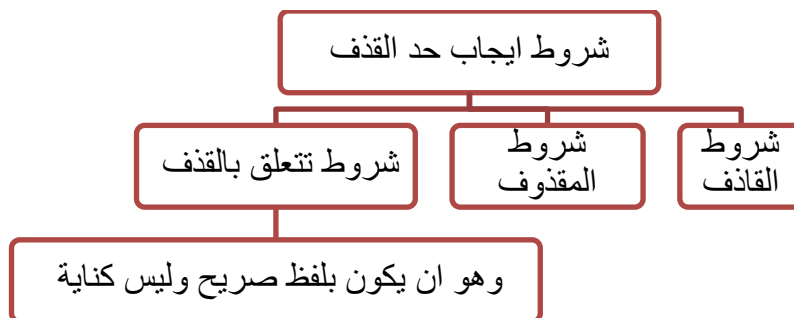 شروط ايجاب حد القذف
شروط
القاذف
شروط
المقذوف
شروط تتعلق بالقذف
وهو ان يكون بلفظ صريح وليس كناية